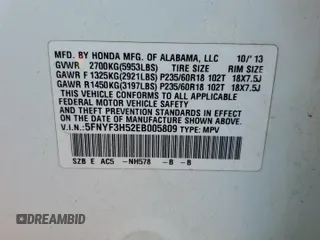 MFD. BY HONDA MFG. OF ALABAMA, LLC 10/'13
GVWR 2700KG(5953LBS) TIRE SIZE RIM SIZE
GAWR F 1325KG(2921LBS) P235/60R18 102T 18X7.5J
GAWR R1450KG(3197LBS) P235/60R18 102T 18X7.5J
THIS VEHICLE CONFORMS TO ALL APPLICABLE
FEDERAL MOTOR VEHICLE SAFETY
AND THEFT PREVENTION STANDARDS IN EFFECT
ON THE DATE OF MANUFACTURE SHOWN ABOVE.
V.I.N.: 5FNYF3H52EB005809 TYPE: MPV
SZB E AC5 -NH578 -B -B
DREAMBID